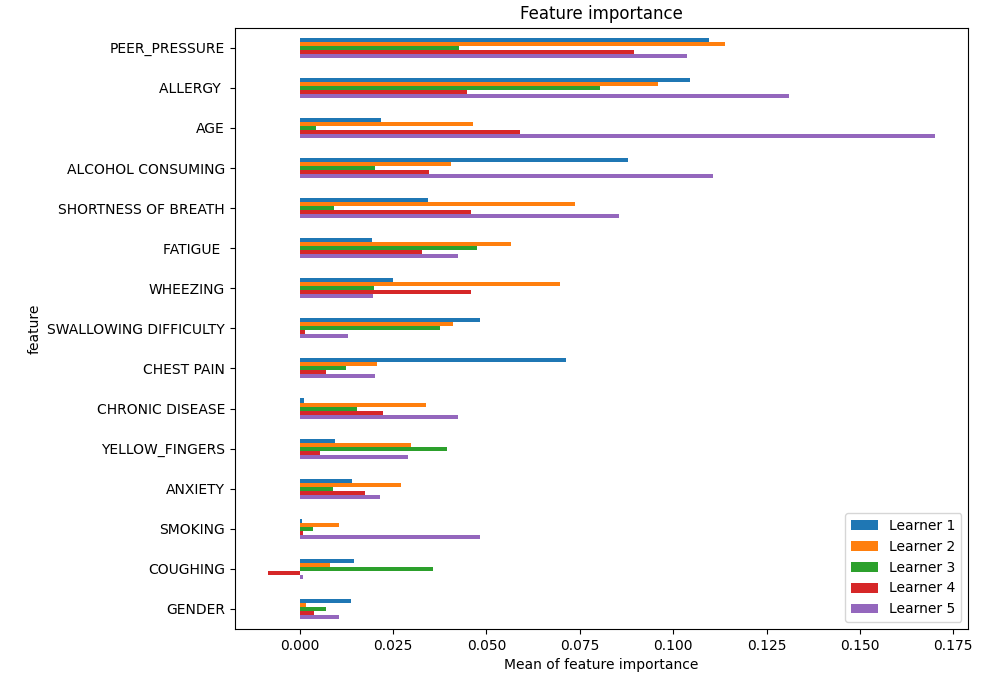 Feature importance
PEER_PRESSURE
ALLERGY
AGE
ALCOHOL CONSUMING
SHORTNESS OF BREATH
FATIGUE
WHEEZING
SWALLOWING DIFFICULTY
CHEST PAIN
CHRONIC DISEASE
YELLOW_FINGERS
ANXIETY
SMOKING
COUGHING
GENDER
feature
Learner 1
Learner 2
Learner 3
Learner 4
Learner 5
0.000 0.025 0.050 0.075 0.100 0.125 0.150 0.175
Mean of feature importance